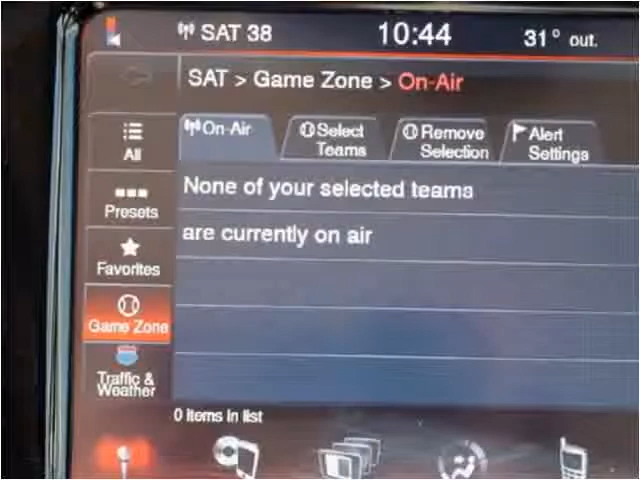 SAT 38 10:44 31° out.
SAT > Game Zone > On-Air
On-Air
Select
Teams
Remove
Selection
Alert
Settings
All
Presets
Favorites
Game Zone
Traffic &
Weather
None of your selected teams
are currently on air
0 Items in list